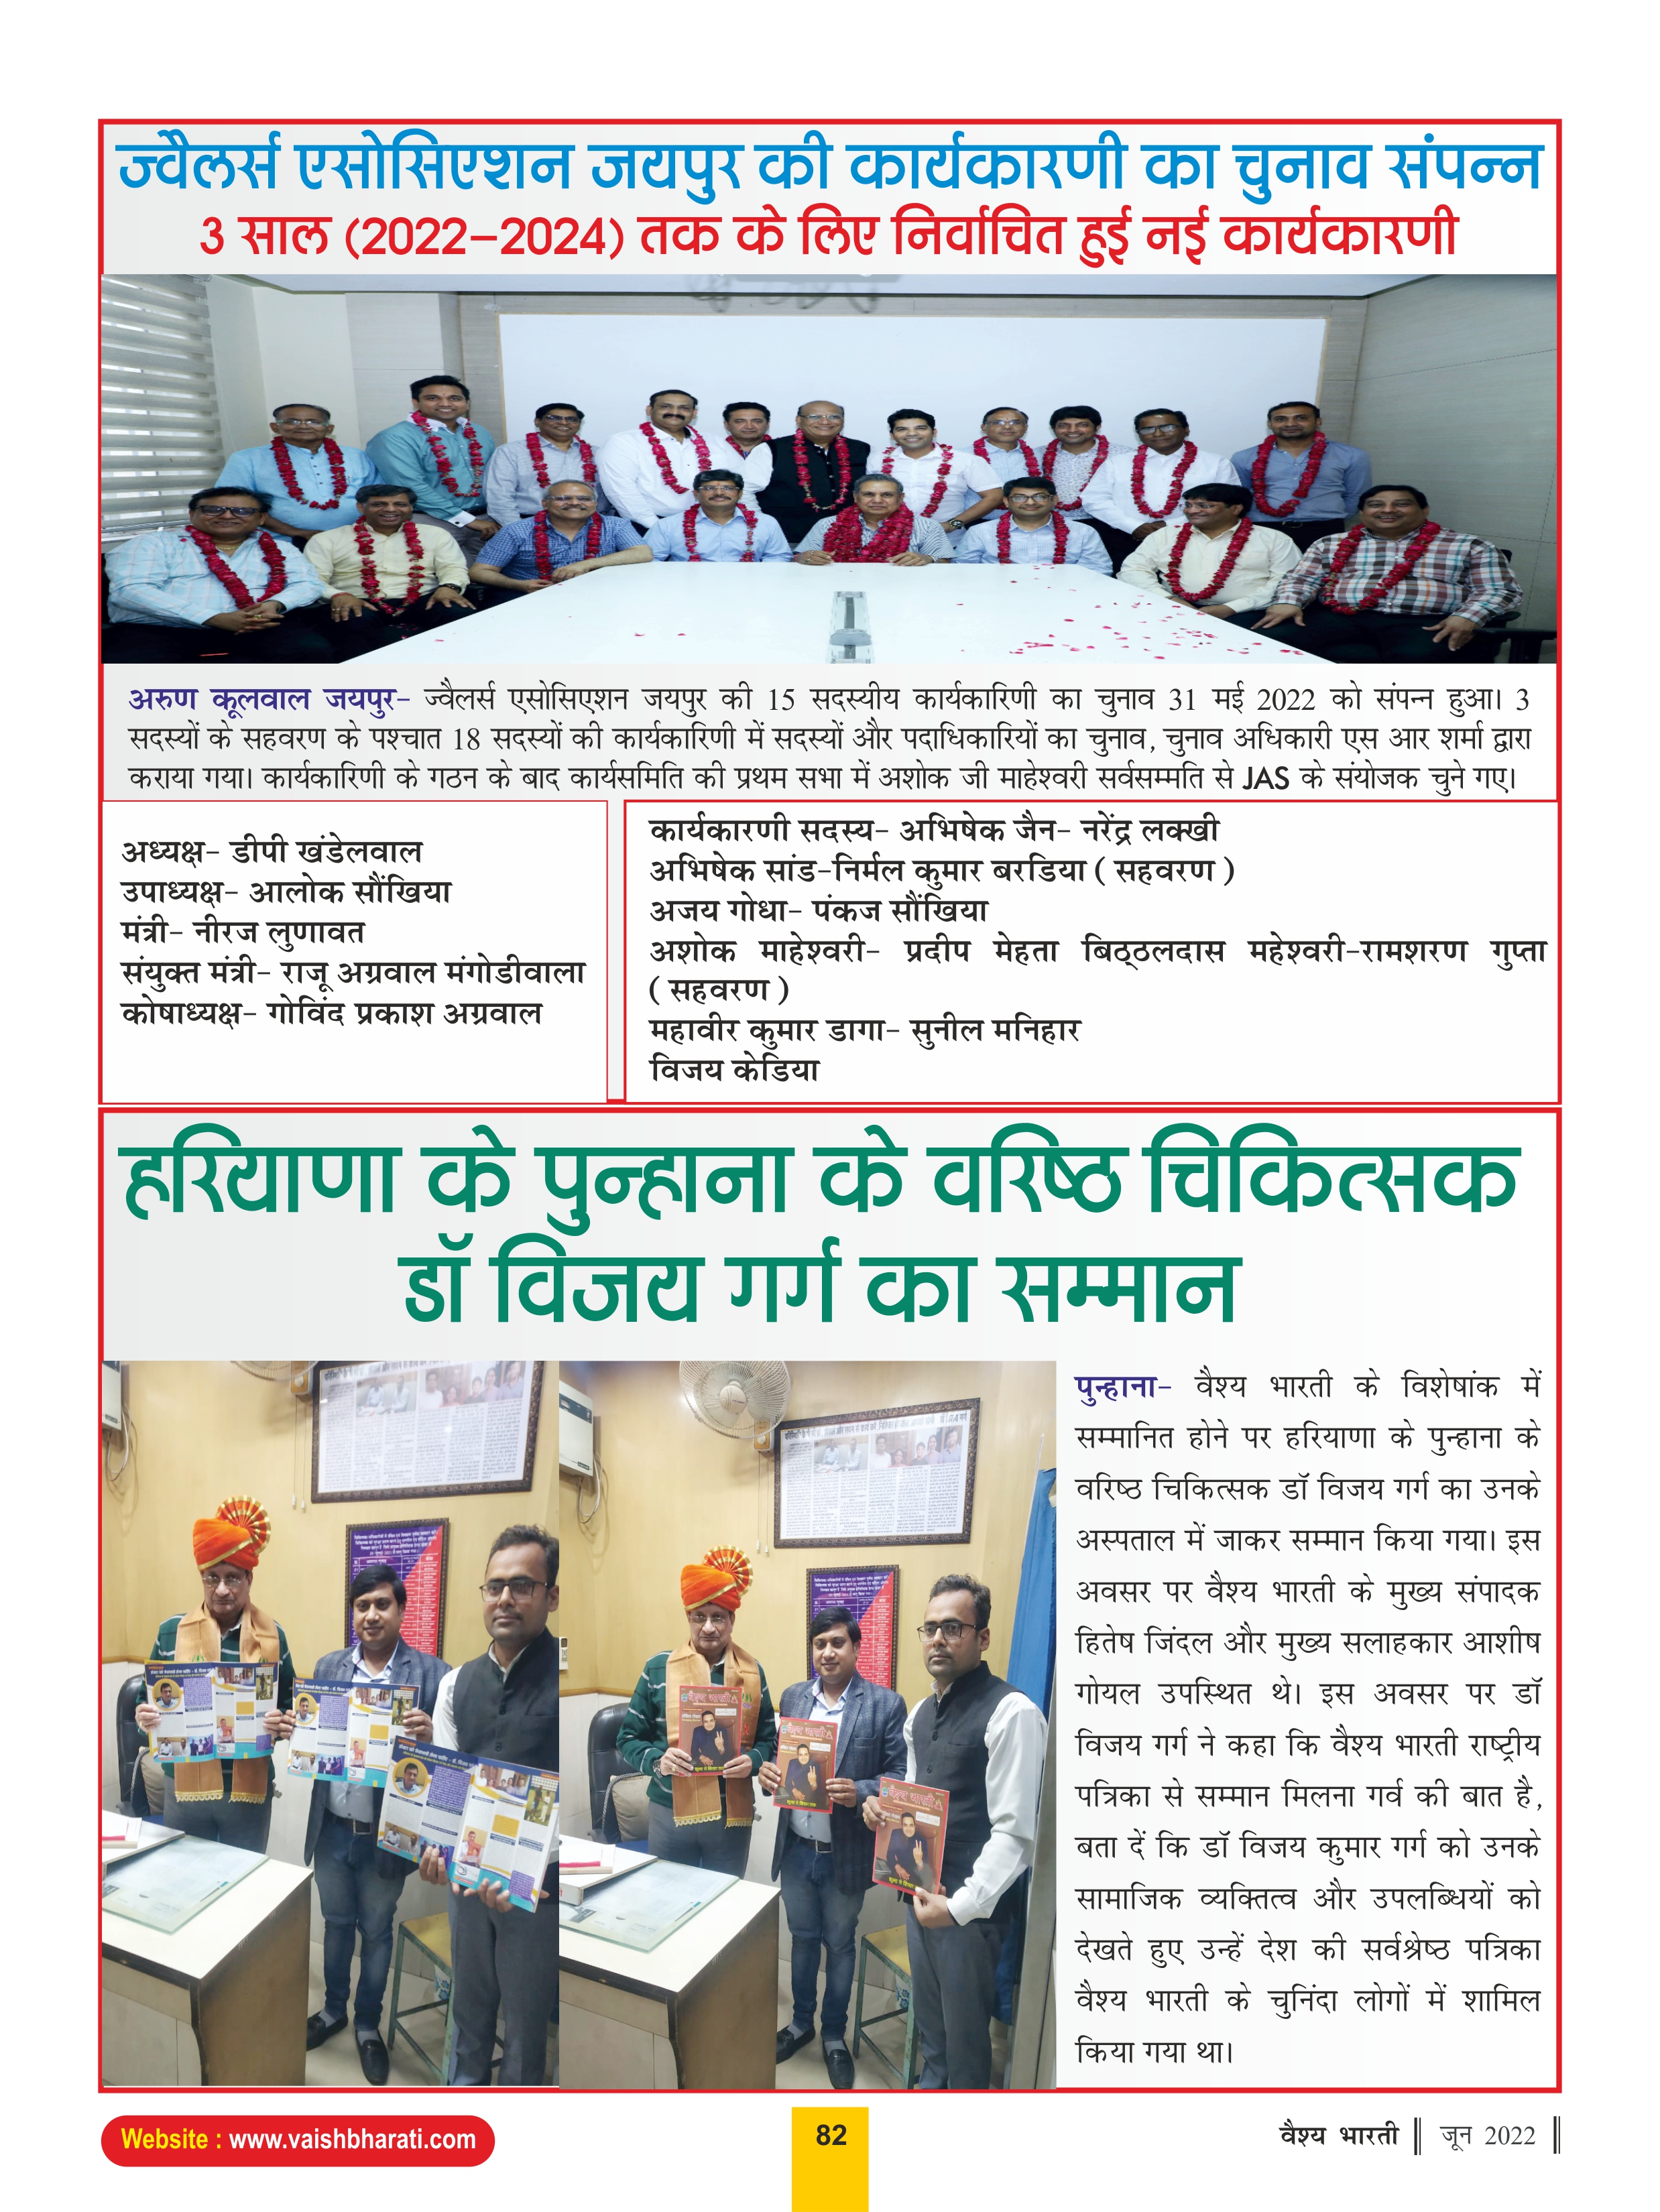 ज्वैलर्स एसोसिएशन जयपुर की कार्यकारणी का चुनाव संपन्न
3 साल (2022–2024) तक के लिए निर्वाचित हुई नई कार्यकारणी
अरुण कूलवाल जयपुर– ज्वैलर्स एसोसिएशन जयपुर की 15 सदस्यीय कार्यकारिणी का चुनाव 31 मई 2022 को संपन्न हुआ। 3
सदस्यों के सहवरण के पश्चात 18 सदस्यों की कार्यकारिणी में सदस्यों और पदाधिकारियों का चुनाव, चुनाव अधिकारी एस आर शर्मा द्वारा
कराया गया। कार्यकारिणी के गठन के बाद कार्यसमिति की प्रथम सभा में अशोक जी माहेश्वरी सर्वसम्मति से JAS के संयोजक चुने गए।
अध्यक्ष– डीपी खंडेलवाल
उपाध्यक्ष– आलोक सौंखिया
मंत्री– नीरज लुणावत
संयुक्त मंत्री– राजू अग्रवाल मंगोडीवाला
कोषाध्यक्ष– गोविंद प्रकाश अग्रवाल
कार्यकारणी सदस्य– अभिषेक जैन– नरेंद्र लक्खी
अभिषेक सांड–निर्मल कुमार बरडिया ( सहवरण )
अजय गोधा– पंकज सौंखिया
अशोक माहेश्वरी– प्रदीप मेहता बिठ्ठलदास महेश्वरी–रामशरण गुप्ता
( सहवरण )
महावीर कुमार डागा– सुनील मनिहार
विजय केडिया
हरियाणा के पुन्हाना के वरिष्ठ चिकित्सक
डॉ विजय गर्ग का सम्मान
पुन्हाना– वैश्य भारती के विशेषांक में
सम्मानित होने पर हरियाणा के पुन्हाना के
वरिष्ठ चिकित्सक डॉ विजय गर्ग का उनके
अस्पताल में जाकर सम्मान किया गया। इस
अवसर पर वैश्य भारती के मुख्य संपादक
हितेष जिंदल और मुख्य सलाहकार आशीष
गोयल उपस्थित थे। इस अवसर पर डॉ
विजय गर्ग ने कहा कि वैश्य भारती राष्ट्रीय
पत्रिका से सम्मान मिलना गर्व की बात है,
बता दें कि डॉ विजय कुमार गर्ग को उनके
सामाजिक व्यक्तित्व और उपलब्धियों को
देखते हुए उन्हें देश की सर्वश्रेष्ठ पत्रिका
वैश्य भारती के चुनिंदा लोगों में शामिल
किया गया था।
वैश्य भारती
वैश्य भारती
वैश्य भारती
Website : www.vaishbharati.com
82
वैश्य भारती || जून 2022 ||